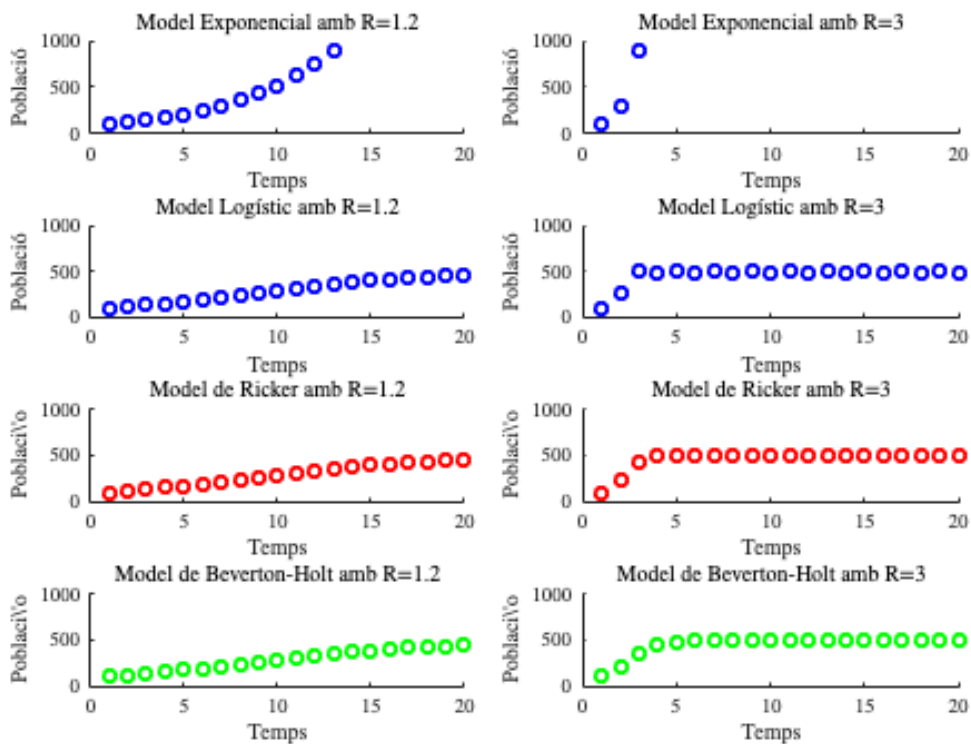 Model Exponencial amb R=1.2
Model Exponencial amb R=3
1000
500
0
Població
0 5 10 15 20
Temps
1000
500
0
Població
0 5 10 15 20
Temps
Model Logístic amb R=1.2
Model Logístic amb R=3
1000
500
0
Població
0 5 10 15 20
Temps
1000
500
0
Població
0 5 10 15 20
Temps
Model de Ricker amb R=1.2
Model de Ricker amb R=3
1000
500
0
Poblaci\'o
0 5 10 15 20
Temps
1000
500
0
Poblaci\'o
0 5 10 15 20
Temps
Model de Beverton-Holt amb R=1.2
Model de Beverton-Holt amb R=3
1000
500
0
Poblaci\'o
0 5 10 15 20
Temps
1000
500
0
Poblaci\'o
0 5 10 15 20
Temps